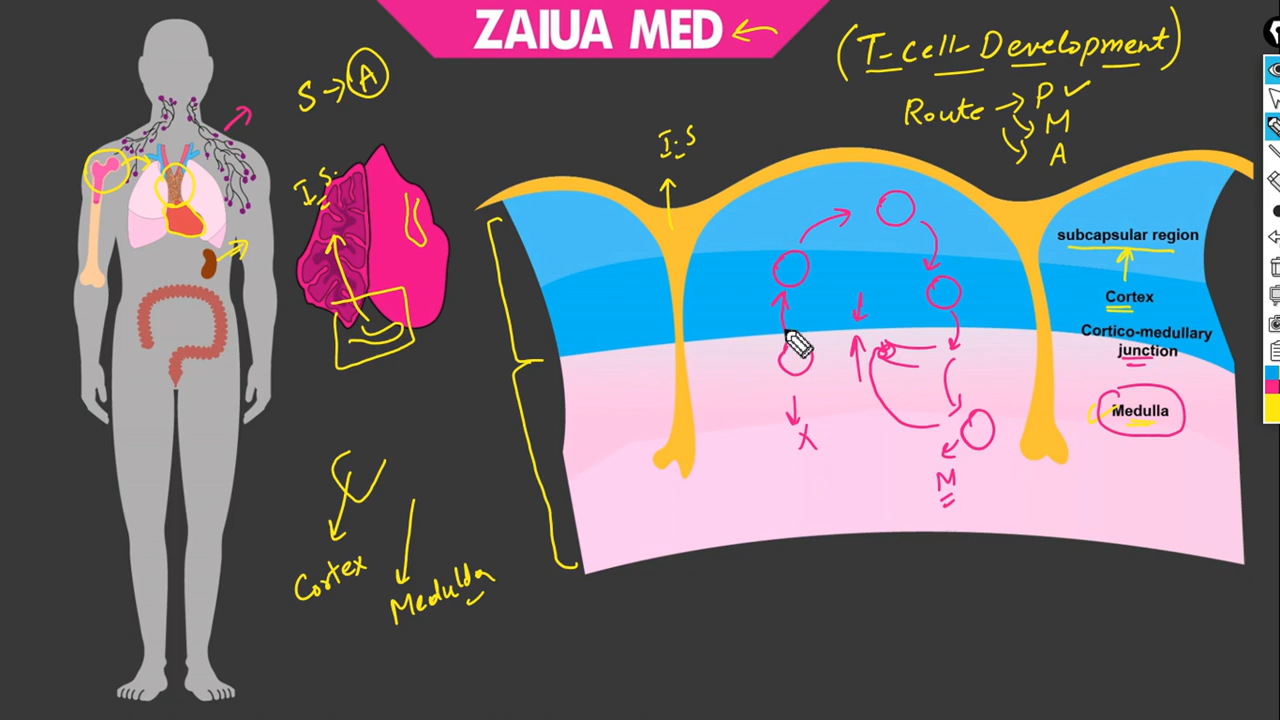 ZAIUA MED
(T-cell-Development)
S → A
Route → P ✓
M
A
I.S
I.S.
subcapsular region
Cortex
Cortico-medullary
junction
Medulla
X
M
Cortex
Medulla